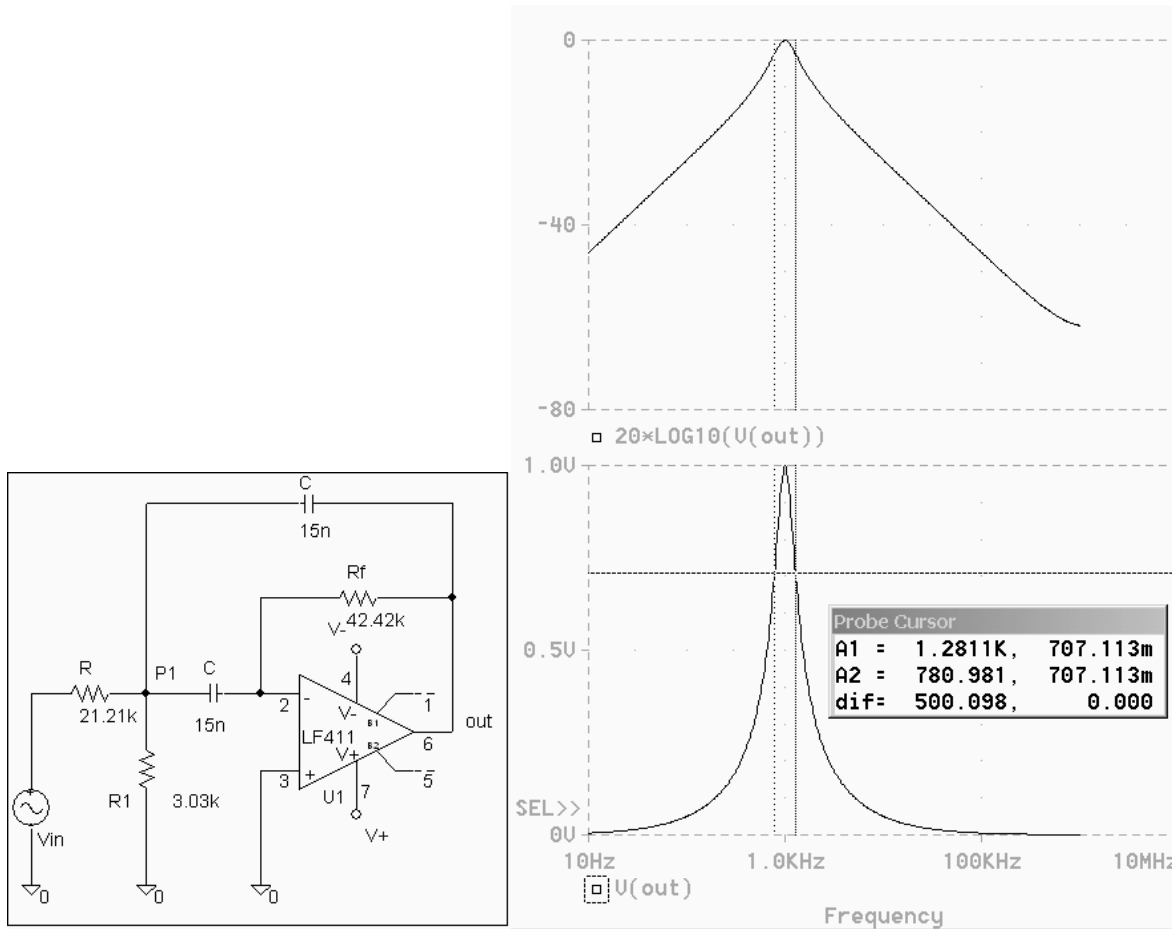 0
-40
-80
20*LOG10(V(out))
1.0V
0.5V
SEL>>
0V
10Hz
1.0KHz
100KHz
10MHz
V(out)
Frequency
Probe Cursor
A1 = 1.2811K, 707.113m
A2 = 780.981, 707.113m
dif= 500.098, 0.000
C
15n
Rf
42.42k
V-
4
R
P1
C
21.21k
15n
2
-
V-
B1
1
LF411
out
6
V+
B2
3
+
5
R1
3.03k
U1
7
Vin
V+
0
0
0